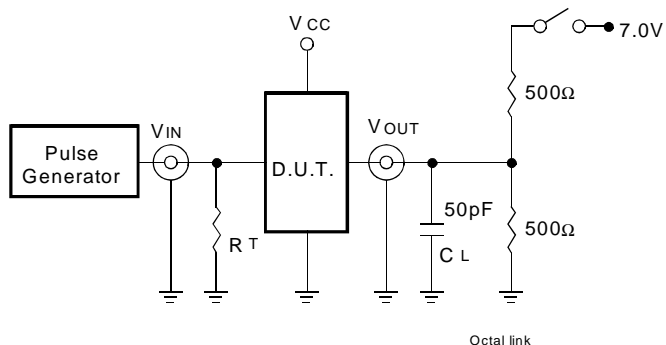 V CC
7.0V
500Ω
V IN
V OUT
Pulse
Generator
D.U.T.
50pF
500Ω
R T
C L
Octal link